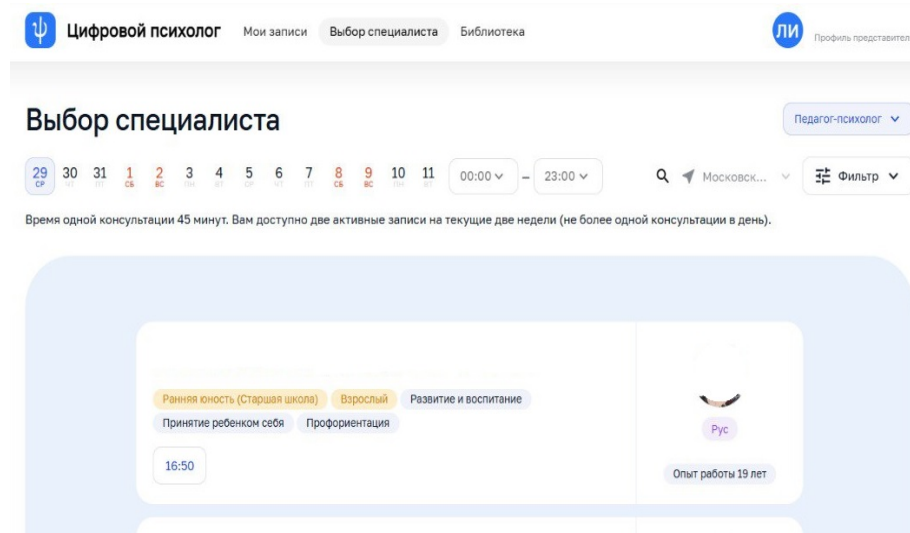 Цифровой психолог Мои записи Выбор специалиста Библиотека ЛИ Профиль представител
Выбор специалиста Педагог-психолог
29 30 31 1 2 3 4 5 6 7 8 9 10 11 00:00 – 23:00 Московск... Фильтр
СР ЧТ ПТ СБ ВС ПН ВТ СР ЧТ ПТ СБ ВС ПН ВТ
Время одной консультации 45 минут. Вам доступно две активные записи на текущие две недели (не более одной консультации в день).
Ранняя юность (Старшая школа) Взрослый Развитие и воспитание
Принятие ребенком себя Профориентация
Рус
16:50
Опыт работы 19 лет